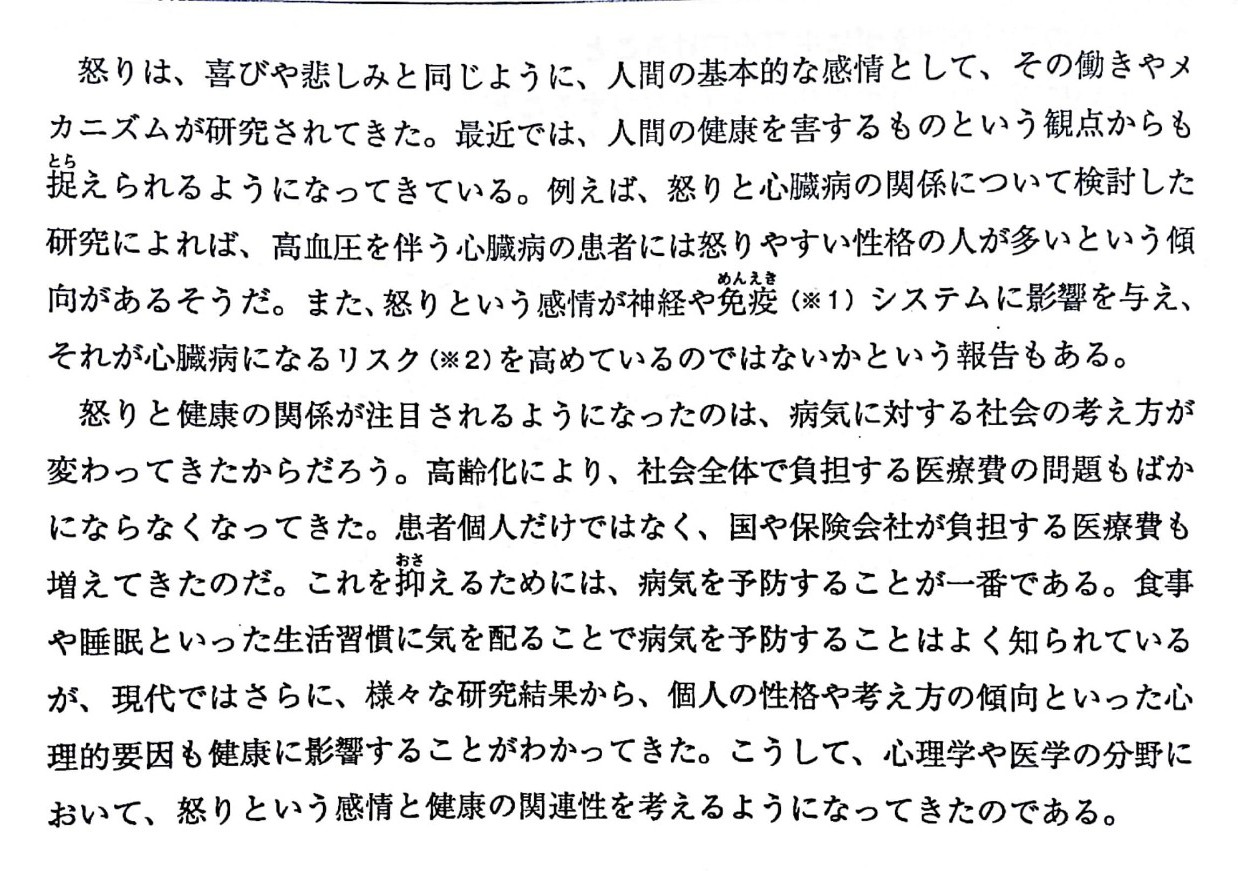 怒りは、喜びや悲しみと同じように、人間の基本的な感情として、その働きやメ
カニズムが研究されてきた。最近では、人間の健康を害するものという観点からも
とら
捉えられるようになってきている。例えば、怒りと心臓病の関係について検討した
研究によれば、高血圧を伴う心臓病の患者には怒りやすい性格の人が多いという傾
めんえき
向があるそうだ。また、怒りという感情が神経や免疫（※1）システムに影響を与え、
それが心臓病になるリスク（※2）を高めているのではないかという報告もある。
怒りと健康の関係が注目されるようになったのは、病気に対する社会の考え方が
変わってきたからだろう。高齢化により、社会全体で負担する医療費の問題もばか
にならなくなってきた。患者個人だけではなく、国や保険会社が負担する医療費も
おさ
増えてきたのだ。これを抑えるためには、病気を予防することが一番である。食事
や睡眠といった生活習慣に気を配ることで病気を予防することはよく知られている
が、現代ではさらに、様々な研究結果から、個人の性格や考え方の傾向といった心
理的要因も健康に影響することがわかってきた。こうして、心理学や医学の分野に
おいて、怒りという感情と健康の関連性を考えるようになってきたのである。